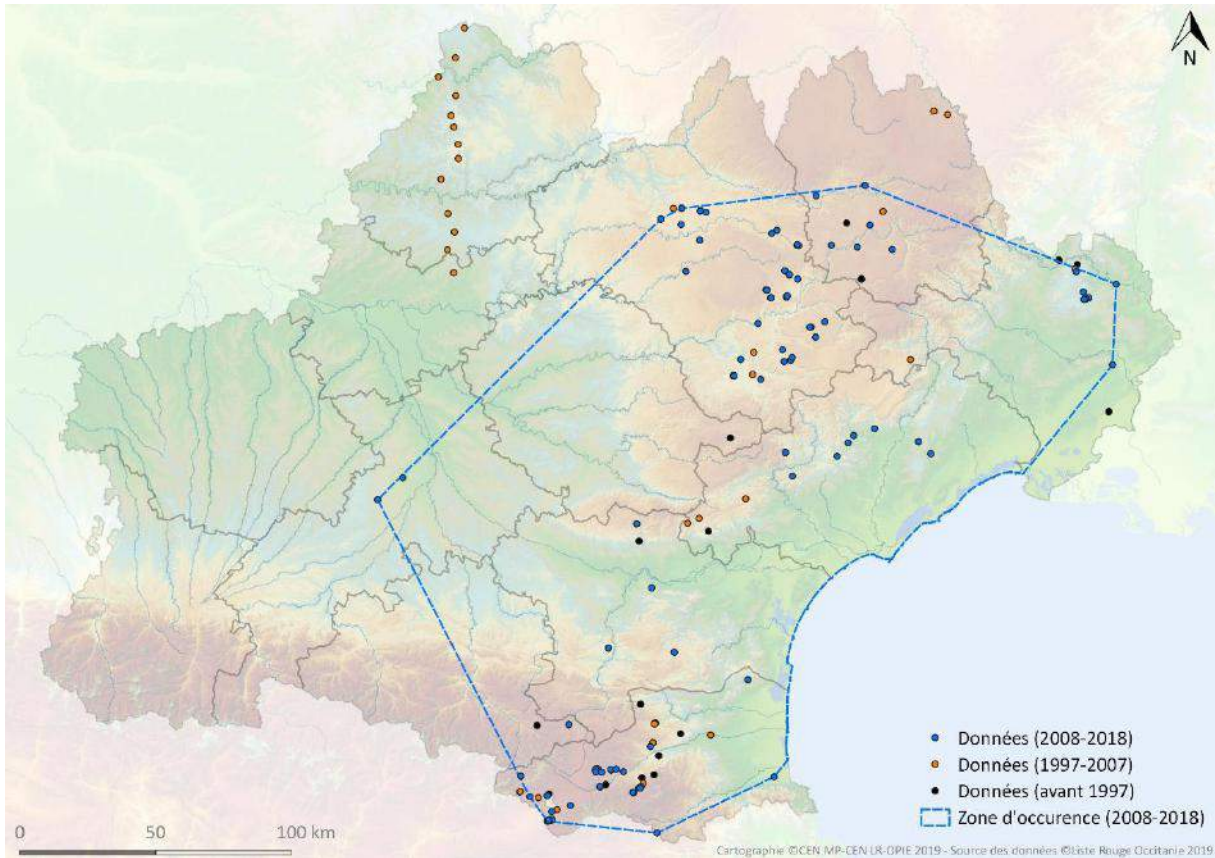 N
Données (2008-2018)
Données (1997-2007)
Données (avant 1997)
Zone d'occurence (2008-2018)
0 50 100 km
Cartographie ©CEN MP-CEN LR-OPIE 2019 - Source des données ©Liste Rouge Occitanie 2019